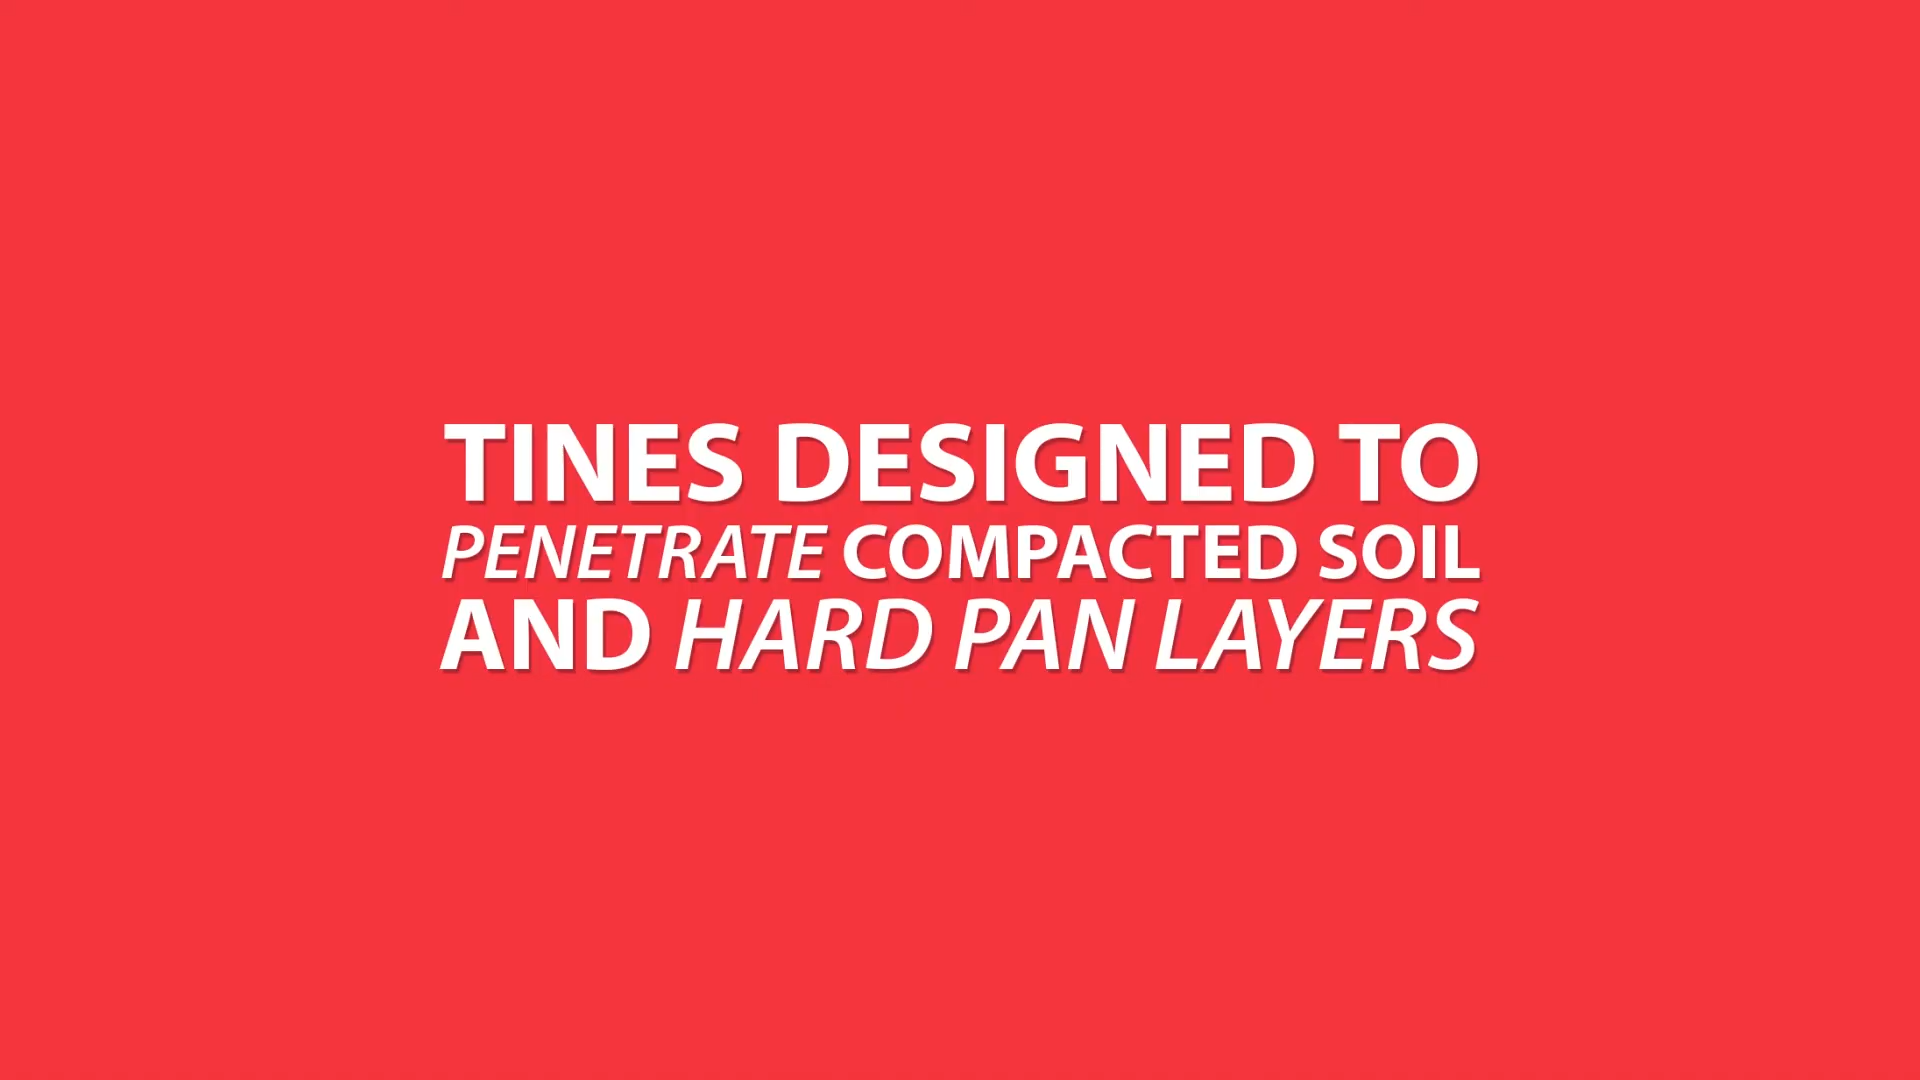 TINES DESIGNED TO
PENETRATE COMPACTED SOIL
AND HARD PAN LAYERS